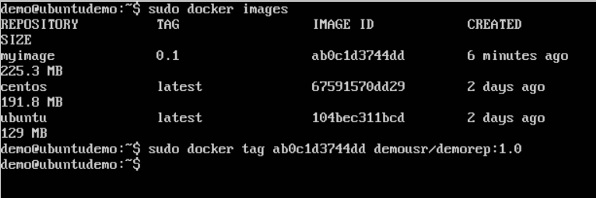 demo@ubuntudemo:~$ sudo docker images
REPOSITORY TAG IMAGE ID CREATED
SIZE
myimage 0.1 ab0c1d3744dd 6 minutes ago
225.3 MB
centos latest 67591570dd29 2 days ago
191.8 MB
ubuntu latest 104bec311bcd 2 days ago
129 MB
demo@ubuntudemo:~$ sudo docker tag ab0c1d3744dd demousr/demorep:1.0
demo@ubuntudemo:~$